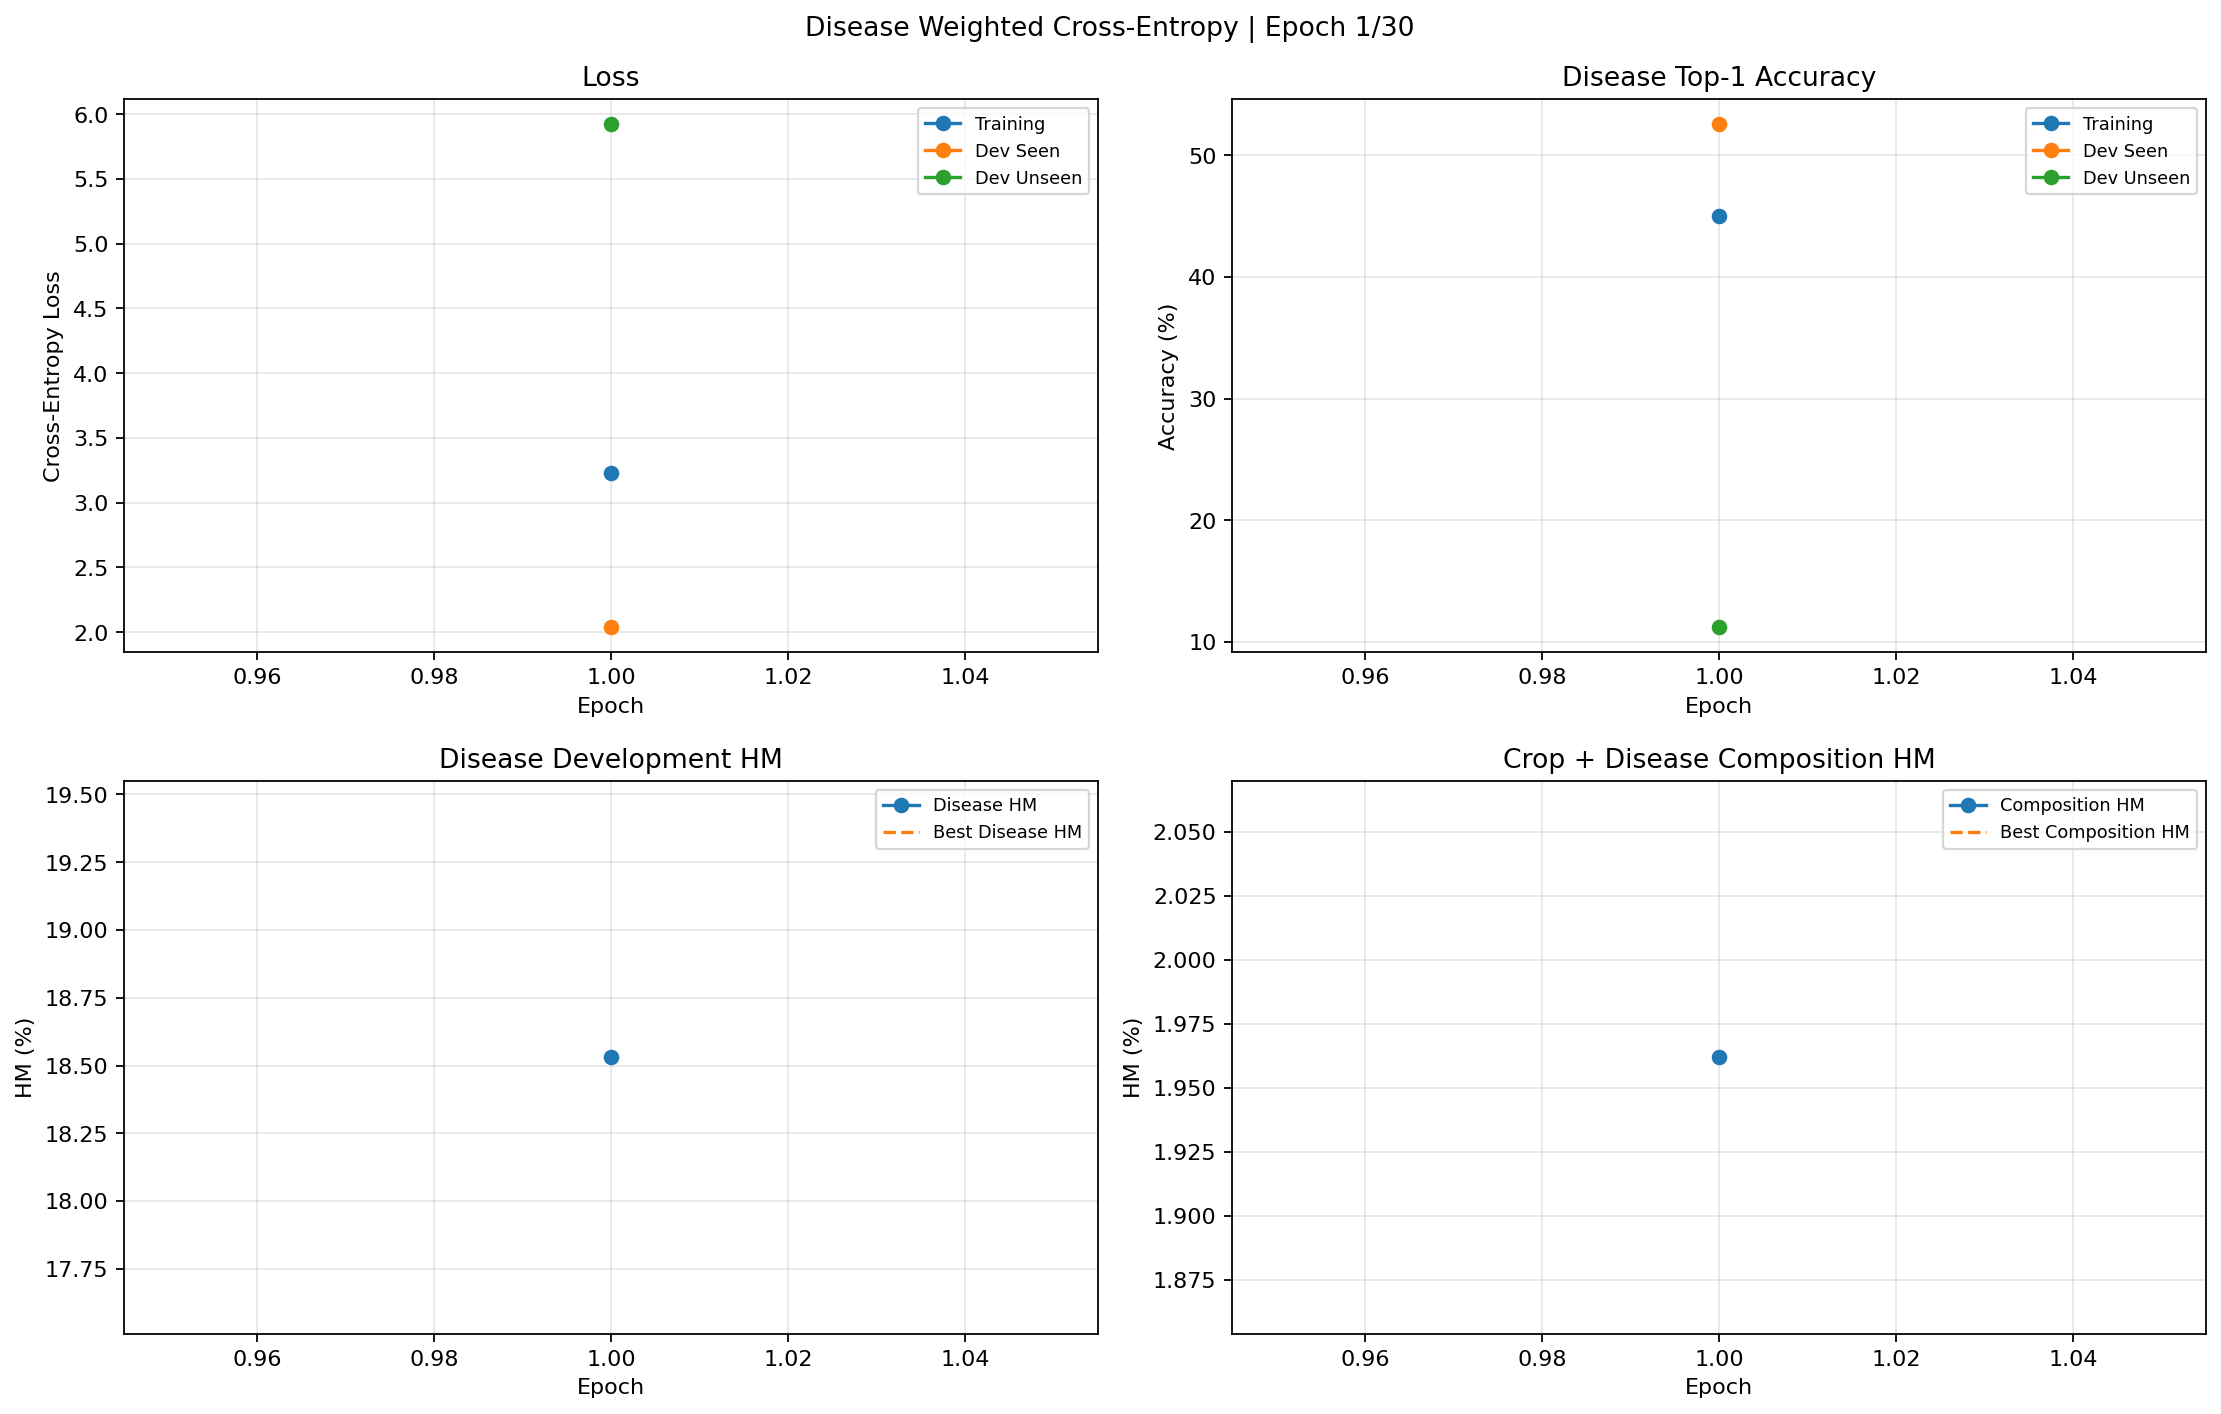 Disease Weighted Cross-Entropy | Epoch 1/30
Loss
Cross-Entropy Loss
6.0
5.5
5.0
4.5
4.0
3.5
3.0
2.5
2.0
Training
Dev Seen
Dev Unseen
0.96 0.98 1.00 1.02 1.04
Epoch
Disease Top-1 Accuracy
Accuracy (%)
50
40
30
20
10
Training
Dev Seen
Dev Unseen
0.96 0.98 1.00 1.02 1.04
Epoch
Disease Development HM
HM (%)
19.50
19.25
19.00
18.75
18.50
18.25
18.00
17.75
Disease HM
Best Disease HM
0.96 0.98 1.00 1.02 1.04
Epoch
Crop + Disease Composition HM
HM (%)
2.050
2.025
2.000
1.975
1.950
1.925
1.900
1.875
Composition HM
Best Composition HM
0.96 0.98 1.00 1.02 1.04
Epoch